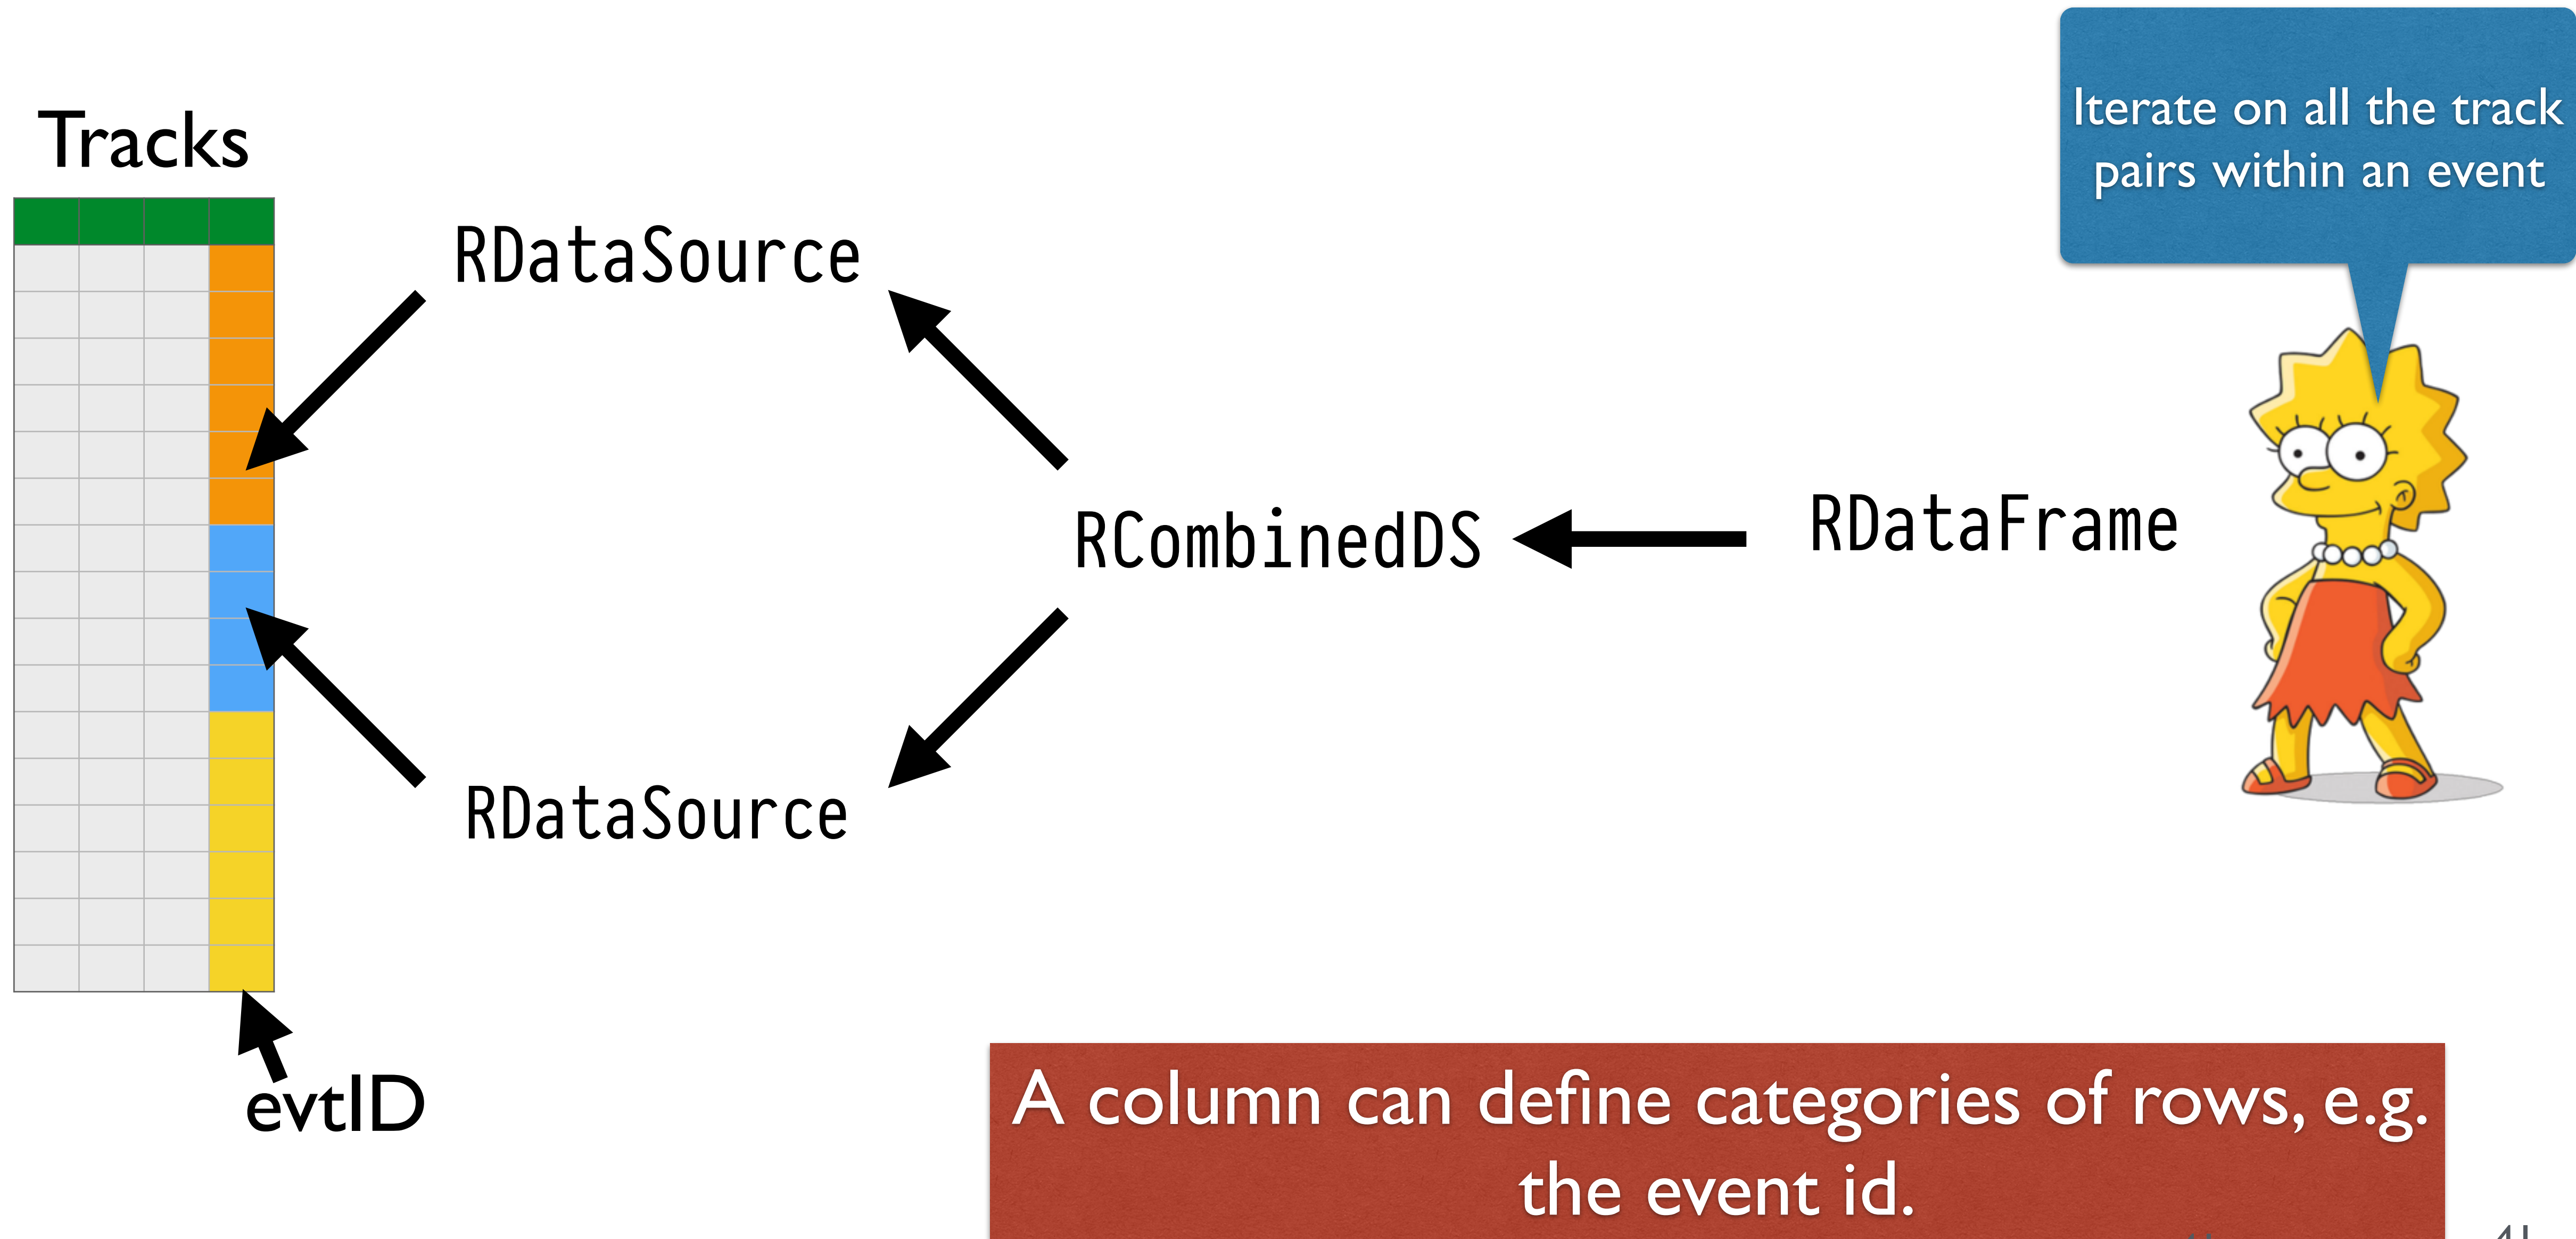 Iterate on all the track
pairs within an event
Tracks
RDataSource
RCombinedDS
RDataFrame
RDataSource
evtID
A column can define categories of rows, e.g.
the event id.